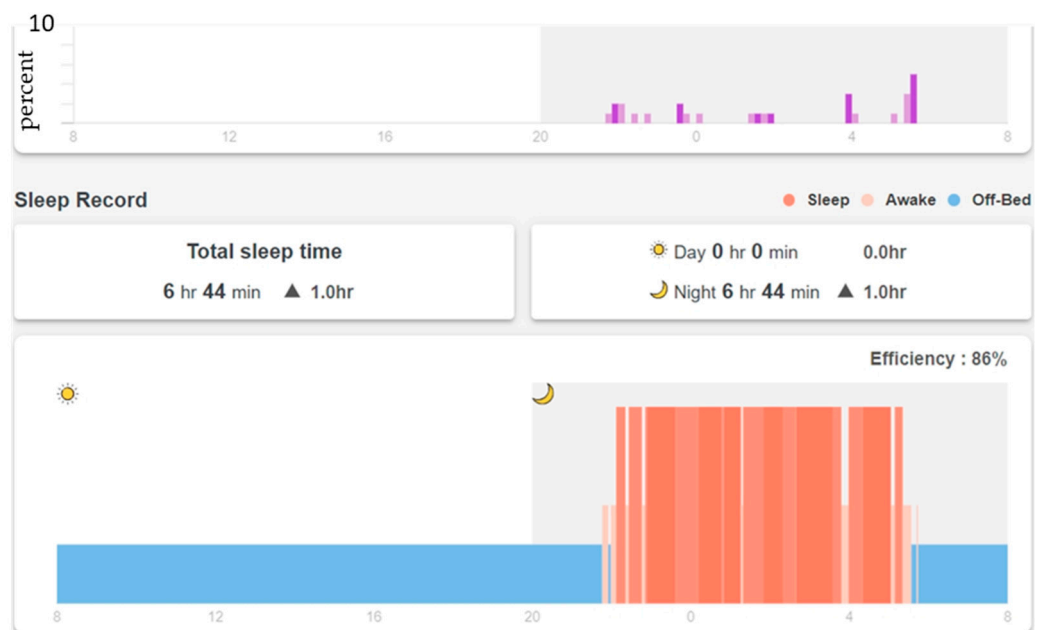 10
percent
8 12 16 20 0 4 8
Sleep Record
Sleep Awake Off-Bed
Total sleep time
6 hr 44 min ▲ 1.0hr
Day 0 hr 0 min 0.0hr
Night 6 hr 44 min ▲ 1.0hr
Efficiency : 86%
8 12 16 20 0 4 8